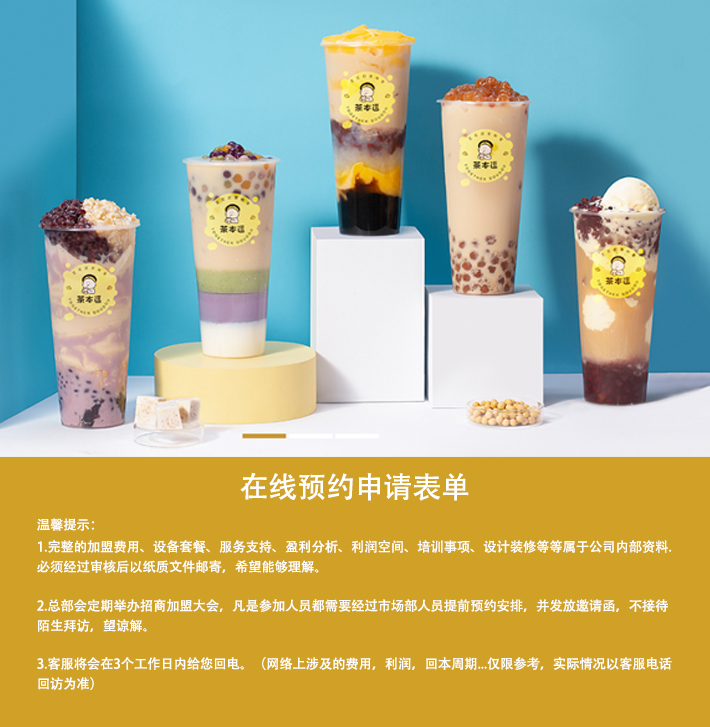 茶本逗
茶本逗
茶本逗
茶本逗
茶本逗
在线预约申请表单
温馨提示：
1.完整的加盟费用、设备套餐、服务支持、盈利分析、利润空间、培训事项、设计装修等等属于公司内部资料.
必须经过审核后以纸质文件邮寄，希望能够理解。
2.总部会定期举办招商加盟大会，凡是参加人员都需要经过市场部人员提前预约安排，并发放邀请函，不接待
陌生拜访，望谅解。
3.客服将会在3个工作日内给您回电。（网络上涉及的费用，利润，回本周期...仅限参考，实际情况以客服电话
回访为准）